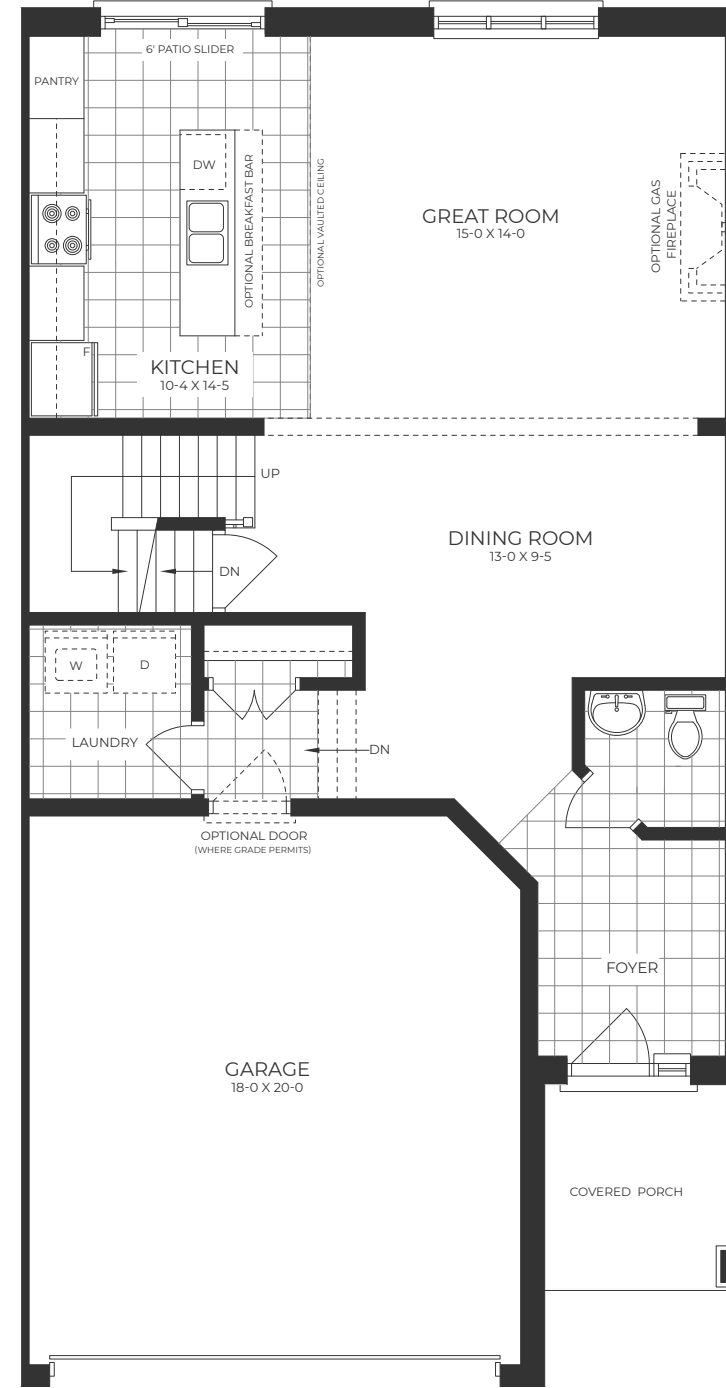 6' PATIO SLIDER
PANTRY
DW
OPTIONAL BREAKFAST BAR
OPTIONAL VAULTED CEILING
GREAT ROOM
15-0 X 14-0
OPTIONAL GAS
FIREPLACE
F
KITCHEN
10-4 X 14-5
UP
DINING ROOM
13-0 X 9-5
DN
W
D
LAUNDRY
DN
OPTIONAL DOOR
(WHERE GRADE PERMITS)
FOYER
GARAGE
18-0 X 20-0
COVERED PORCH